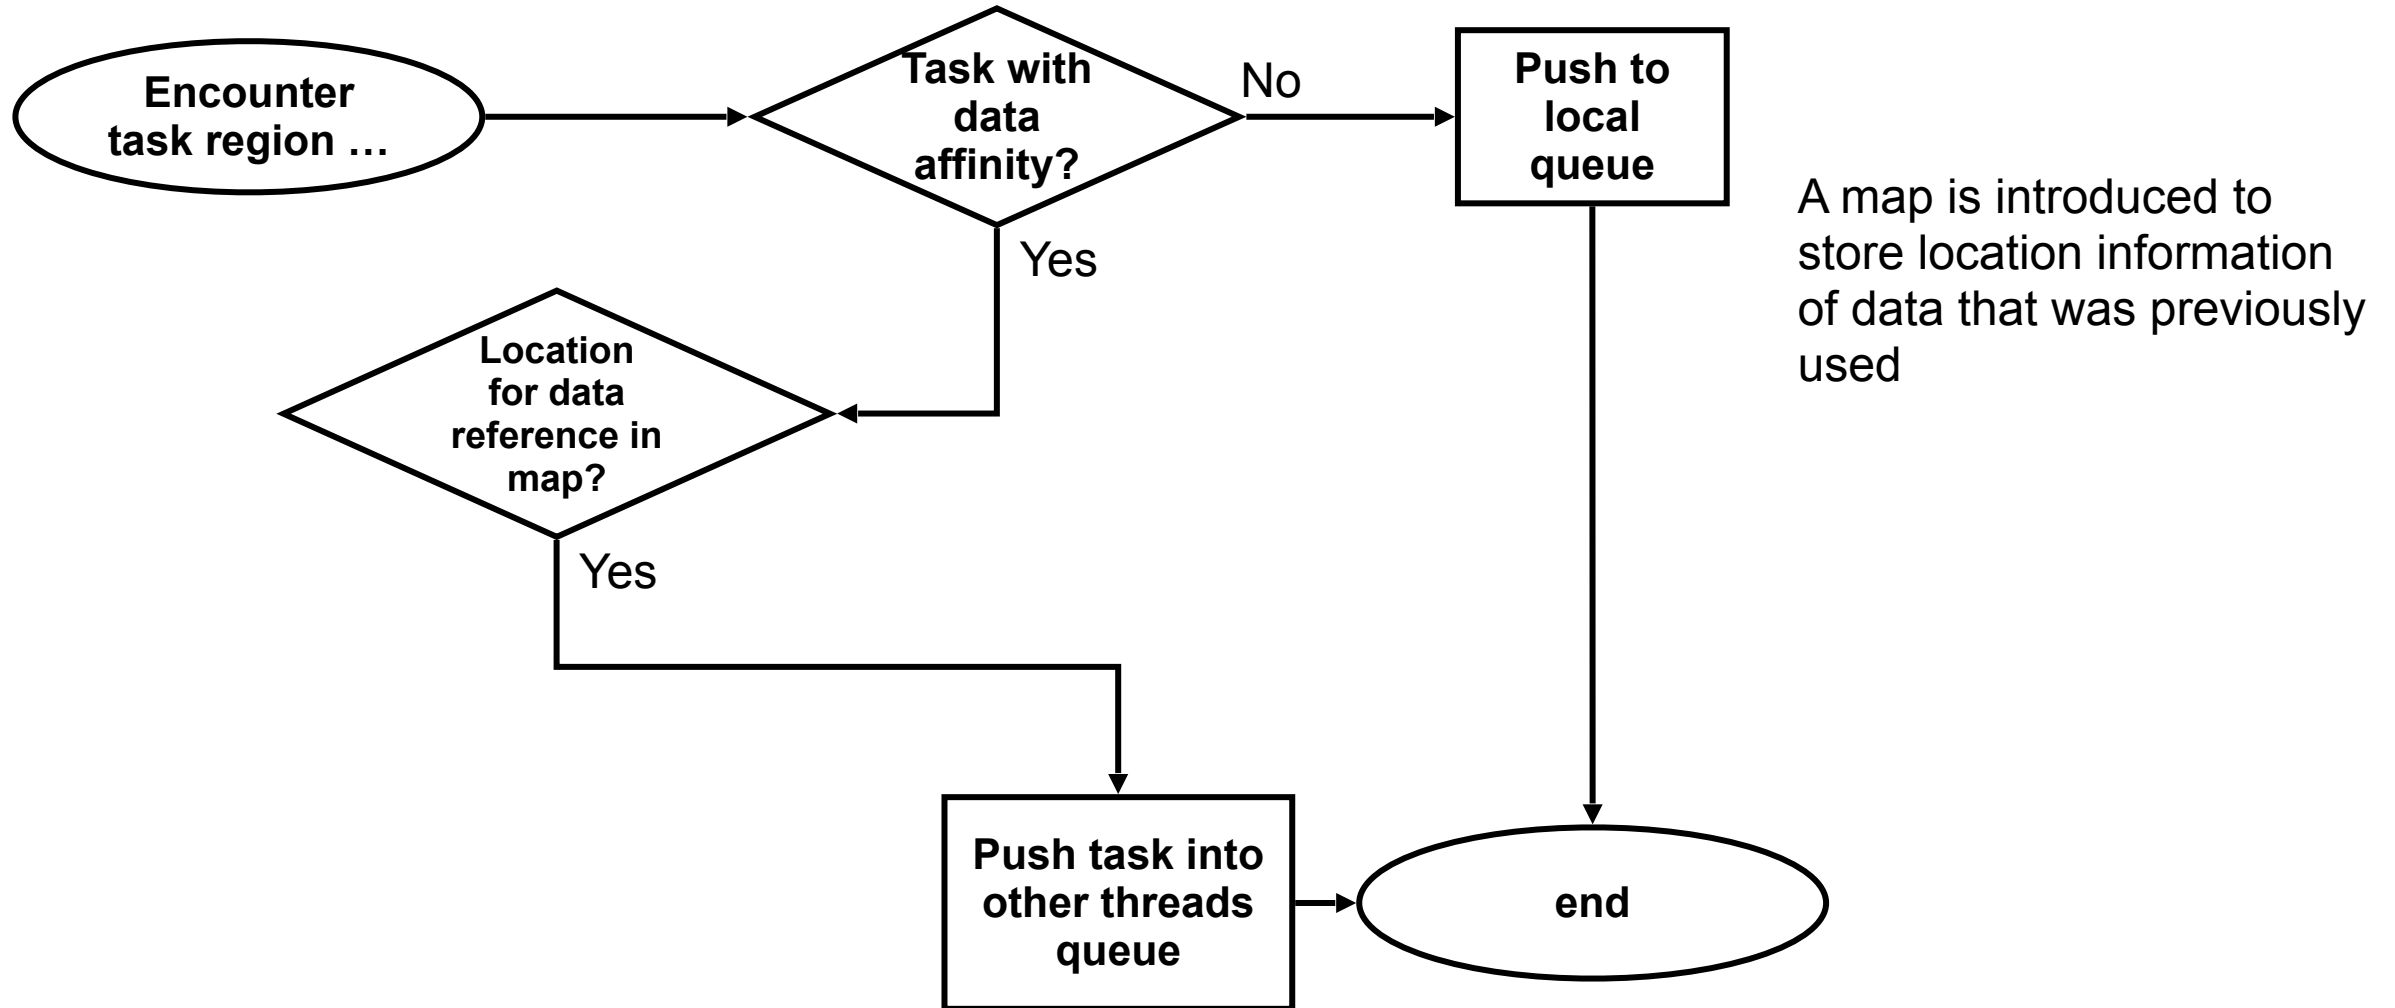 Encounter
task region …
Task with
data
affinity?
No
Push to
local
queue
Yes
A map is introduced to
store location information
of data that was previously
used
Location
for data
reference in
map?
Yes
Push task into
other threads
queue
end